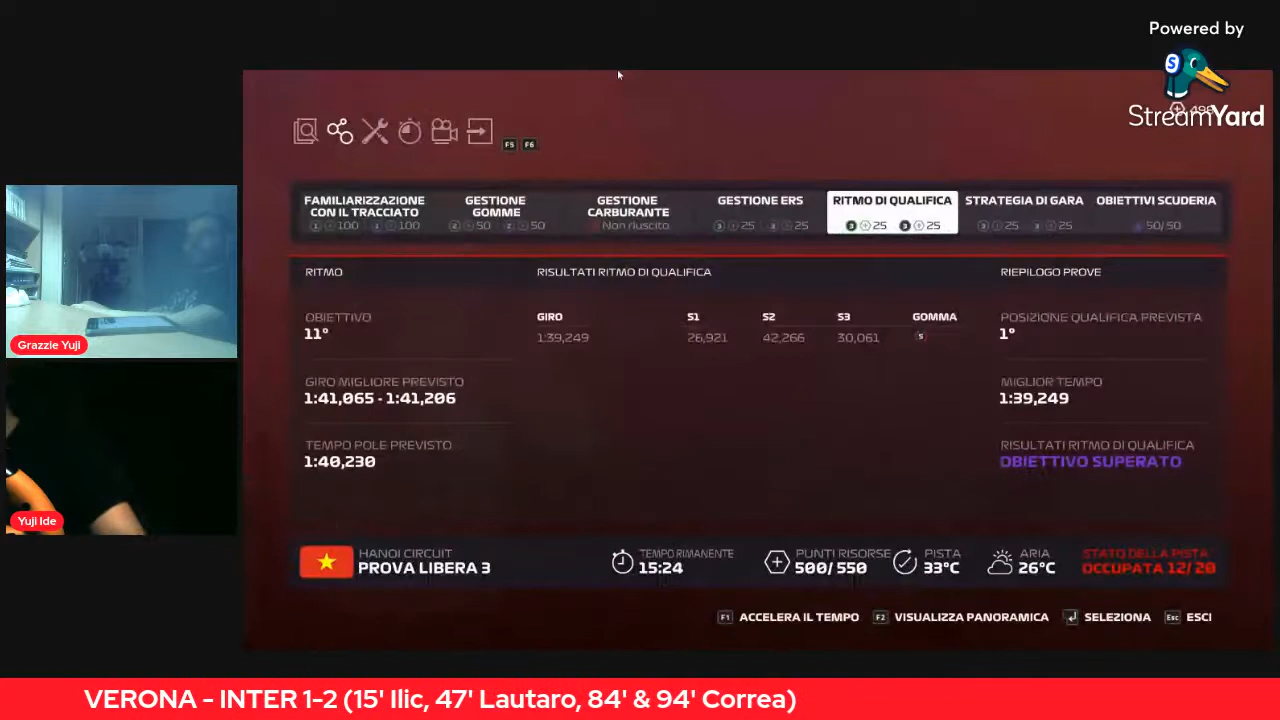 Powered by
StreamYard
F5 F6
FAMILIARIZZAZIONE CON IL TRACCIATO
100 100
GESTIONE GOMME
50 50
GESTIONE CARBURANTE
Non riuscito
GESTIONE ERS
25 25
RITMO DI QUALIFICA
3 25 3 25
STRATEGIA DI GARA
25 25
OBIETTIVI SCUDERIA
50/50
RITMO
OBIETTIVO
11°
GIRO MIGLIORE PREVISTO
1:41,065 - 1:41,206
TEMPO POLE PREVISTO
1:40,230
RISULTATI RITMO DI QUALIFICA
GIRO S1 S2 S3 GOMMA
1:39,249 26,921 42,266 30,061 S
RIEPILOGO PROVE
POSIZIONE QUALIFICA PREVISTA
1°
MIGLIOR TEMPO
1:39,249
RISULTATI RITMO DI QUALIFICA
OBIETTIVO SUPERATO
Grazzie Yuji
Yuji Ide
HANOI CIRCUIT
PROVA LIBERA 3
TEMPO RIMANENTE
15:24
PUNTI RISORSE
500/550
PISTA
33°C
ARIA
26°C
STATO DELLA PISTA
OCCUPATA 12/20
F1 ACCELERA IL TEMPO F2 VISUALIZZA PANORAMICA SELEZIONA Esc ESCI
VERONA - INTER 1-2 (15' Ilic, 47' Lautaro, 84' & 94' Correa)